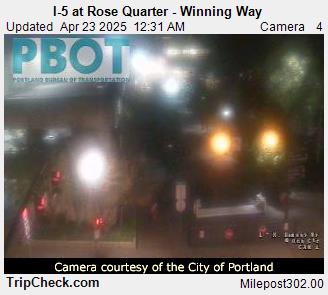 I-5 at Rose Quarter - Winning Way
Updated Apr 23 2025 12:31 AM Camera 4
PBOT
PORTLAND BUREAU OF TRANSPORTATION
Camera courtesy of the City of Portland
TripCheck.com Milepost302.00